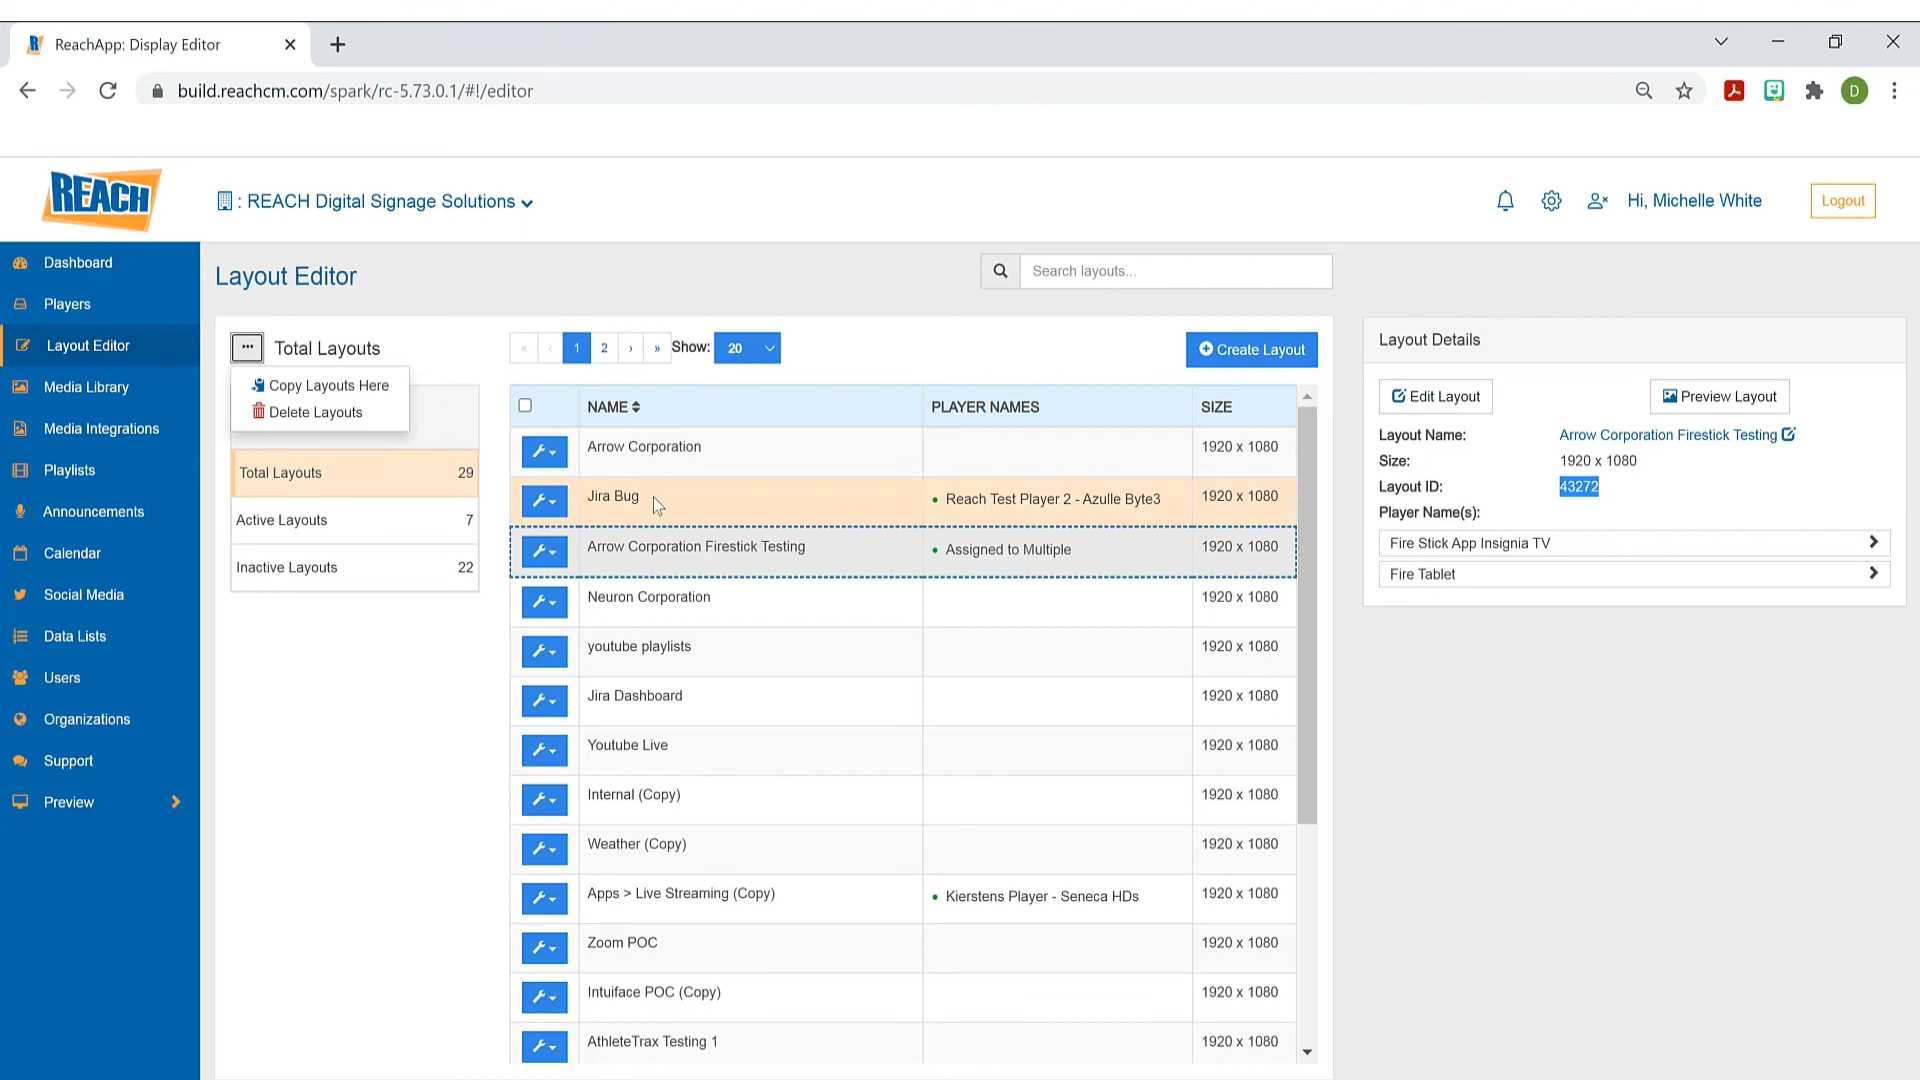 ReachApp: Display Editor
build.reachcm.com/spark/rc-5.73.0.1/#!/editor
D
REACH
: REACH Digital Signage Solutions
Hi, Michelle White
Logout
Dashboard
Players
Layout Editor
Media Library
Media Integrations
Playlists
Announcements
Calendar
Social Media
Data Lists
Users
Organizations
Support
Preview
Layout Editor
Search layouts...
Total Layouts
Copy Layouts Here
Delete Layouts
Total Layouts 29
Active Layouts 7
Inactive Layouts 22
« ‹ 1 2 › » Show: 20
Create Layout
NAME PLAYER NAMES SIZE
Arrow Corporation 1920 x 1080
Jira Bug Reach Test Player 2 - Azulle Byte3 1920 x 1080
Arrow Corporation Firestick Testing Assigned to Multiple 1920 x 1080
Neuron Corporation 1920 x 1080
youtube playlists 1920 x 1080
Jira Dashboard 1920 x 1080
Youtube Live 1920 x 1080
Internal (Copy) 1920 x 1080
Weather (Copy) 1920 x 1080
Apps > Live Streaming (Copy) Kierstens Player - Seneca HDs 1920 x 1080
Zoom POC 1920 x 1080
Intuiface POC (Copy) 1920 x 1080
AthleteTrax Testing 1 1920 x 1080
Layout Details
Edit Layout Preview Layout
Layout Name: Arrow Corporation Firestick Testing
Size: 1920 x 1080
Layout ID: 43272
Player Name(s):
Fire Stick App Insignia TV
Fire Tablet